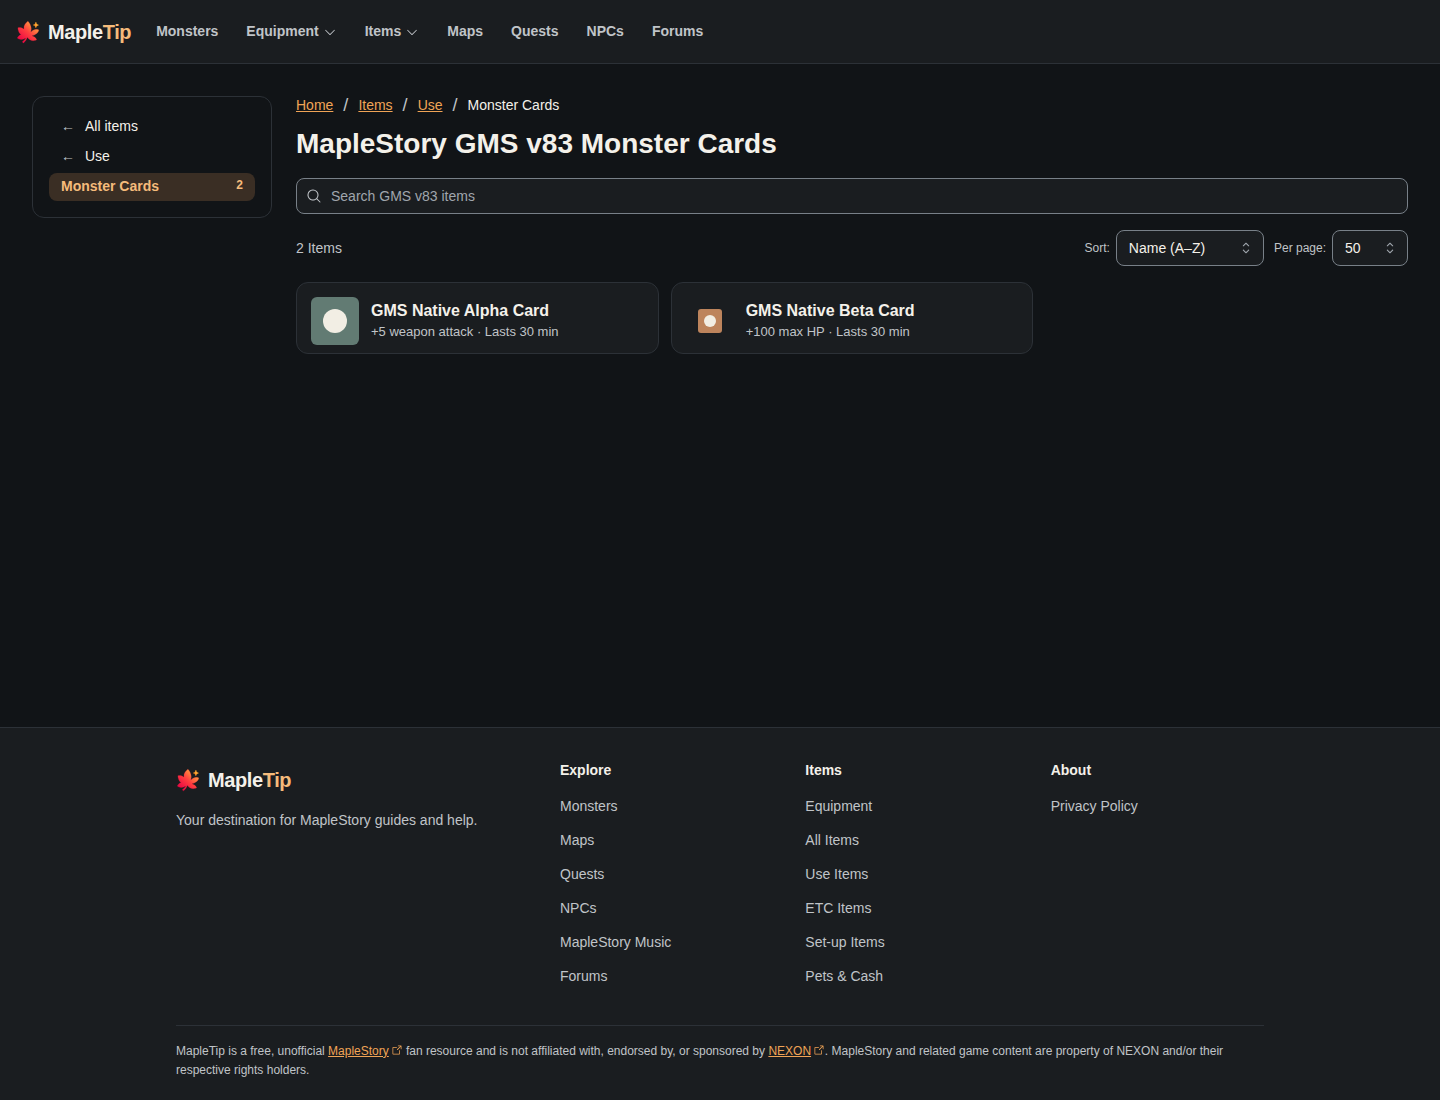 MapleTip Monsters Equipment Items Maps Quests NPCs Forums
← All items
← Use
Monster Cards 2
Home / Items / Use / Monster Cards
MapleStory GMS v83 Monster Cards
Search GMS v83 items
2 Items
Sort: Name (A–Z) Per page: 50
GMS Native Alpha Card
+5 weapon attack · Lasts 30 min
GMS Native Beta Card
+100 max HP · Lasts 30 min
MapleTip
Your destination for MapleStory guides and help.
Explore
Monsters
Maps
Quests
NPCs
MapleStory Music
Forums
Items
Equipment
All Items
Use Items
ETC Items
Set-up Items
Pets & Cash
About
Privacy Policy
MapleTip is a free, unofficial MapleStory fan resource and is not affiliated with, endorsed by, or sponsored by NEXON. MapleStory and related game content are property of NEXON and/or their
respective rights holders.